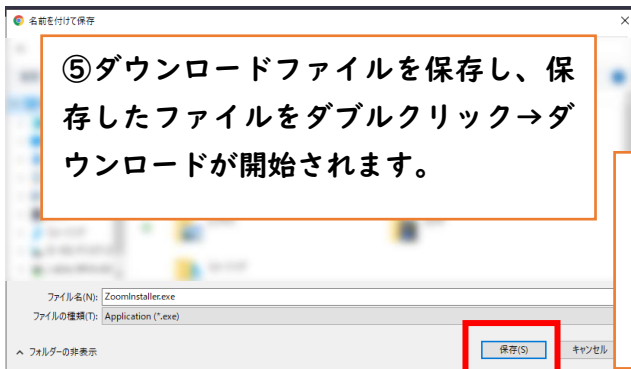 名前を付けて保存
⑤ダウンロードファイルを保存し、保
存したファイルをダブルクリック→ダ
ウンロードが開始されます。
ファイル名(N): ZoomInstaller.exe
ファイルの種類(T): Application (*.exe)
フォルダーの非表示 保存(S) キャンセル